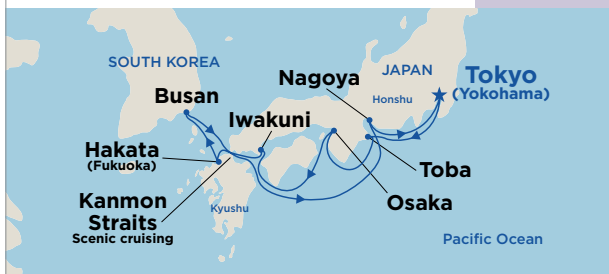 SOUTH KOREA
Busan
Iwakuni
Nagoya
JAPAN
Honshu
Tokyo
(Yokohama)
Hakata
(Fukuoka)
Kanmon
Straits
Scenic cruising
Kyushu
Toba
Osaka
Pacific Ocean